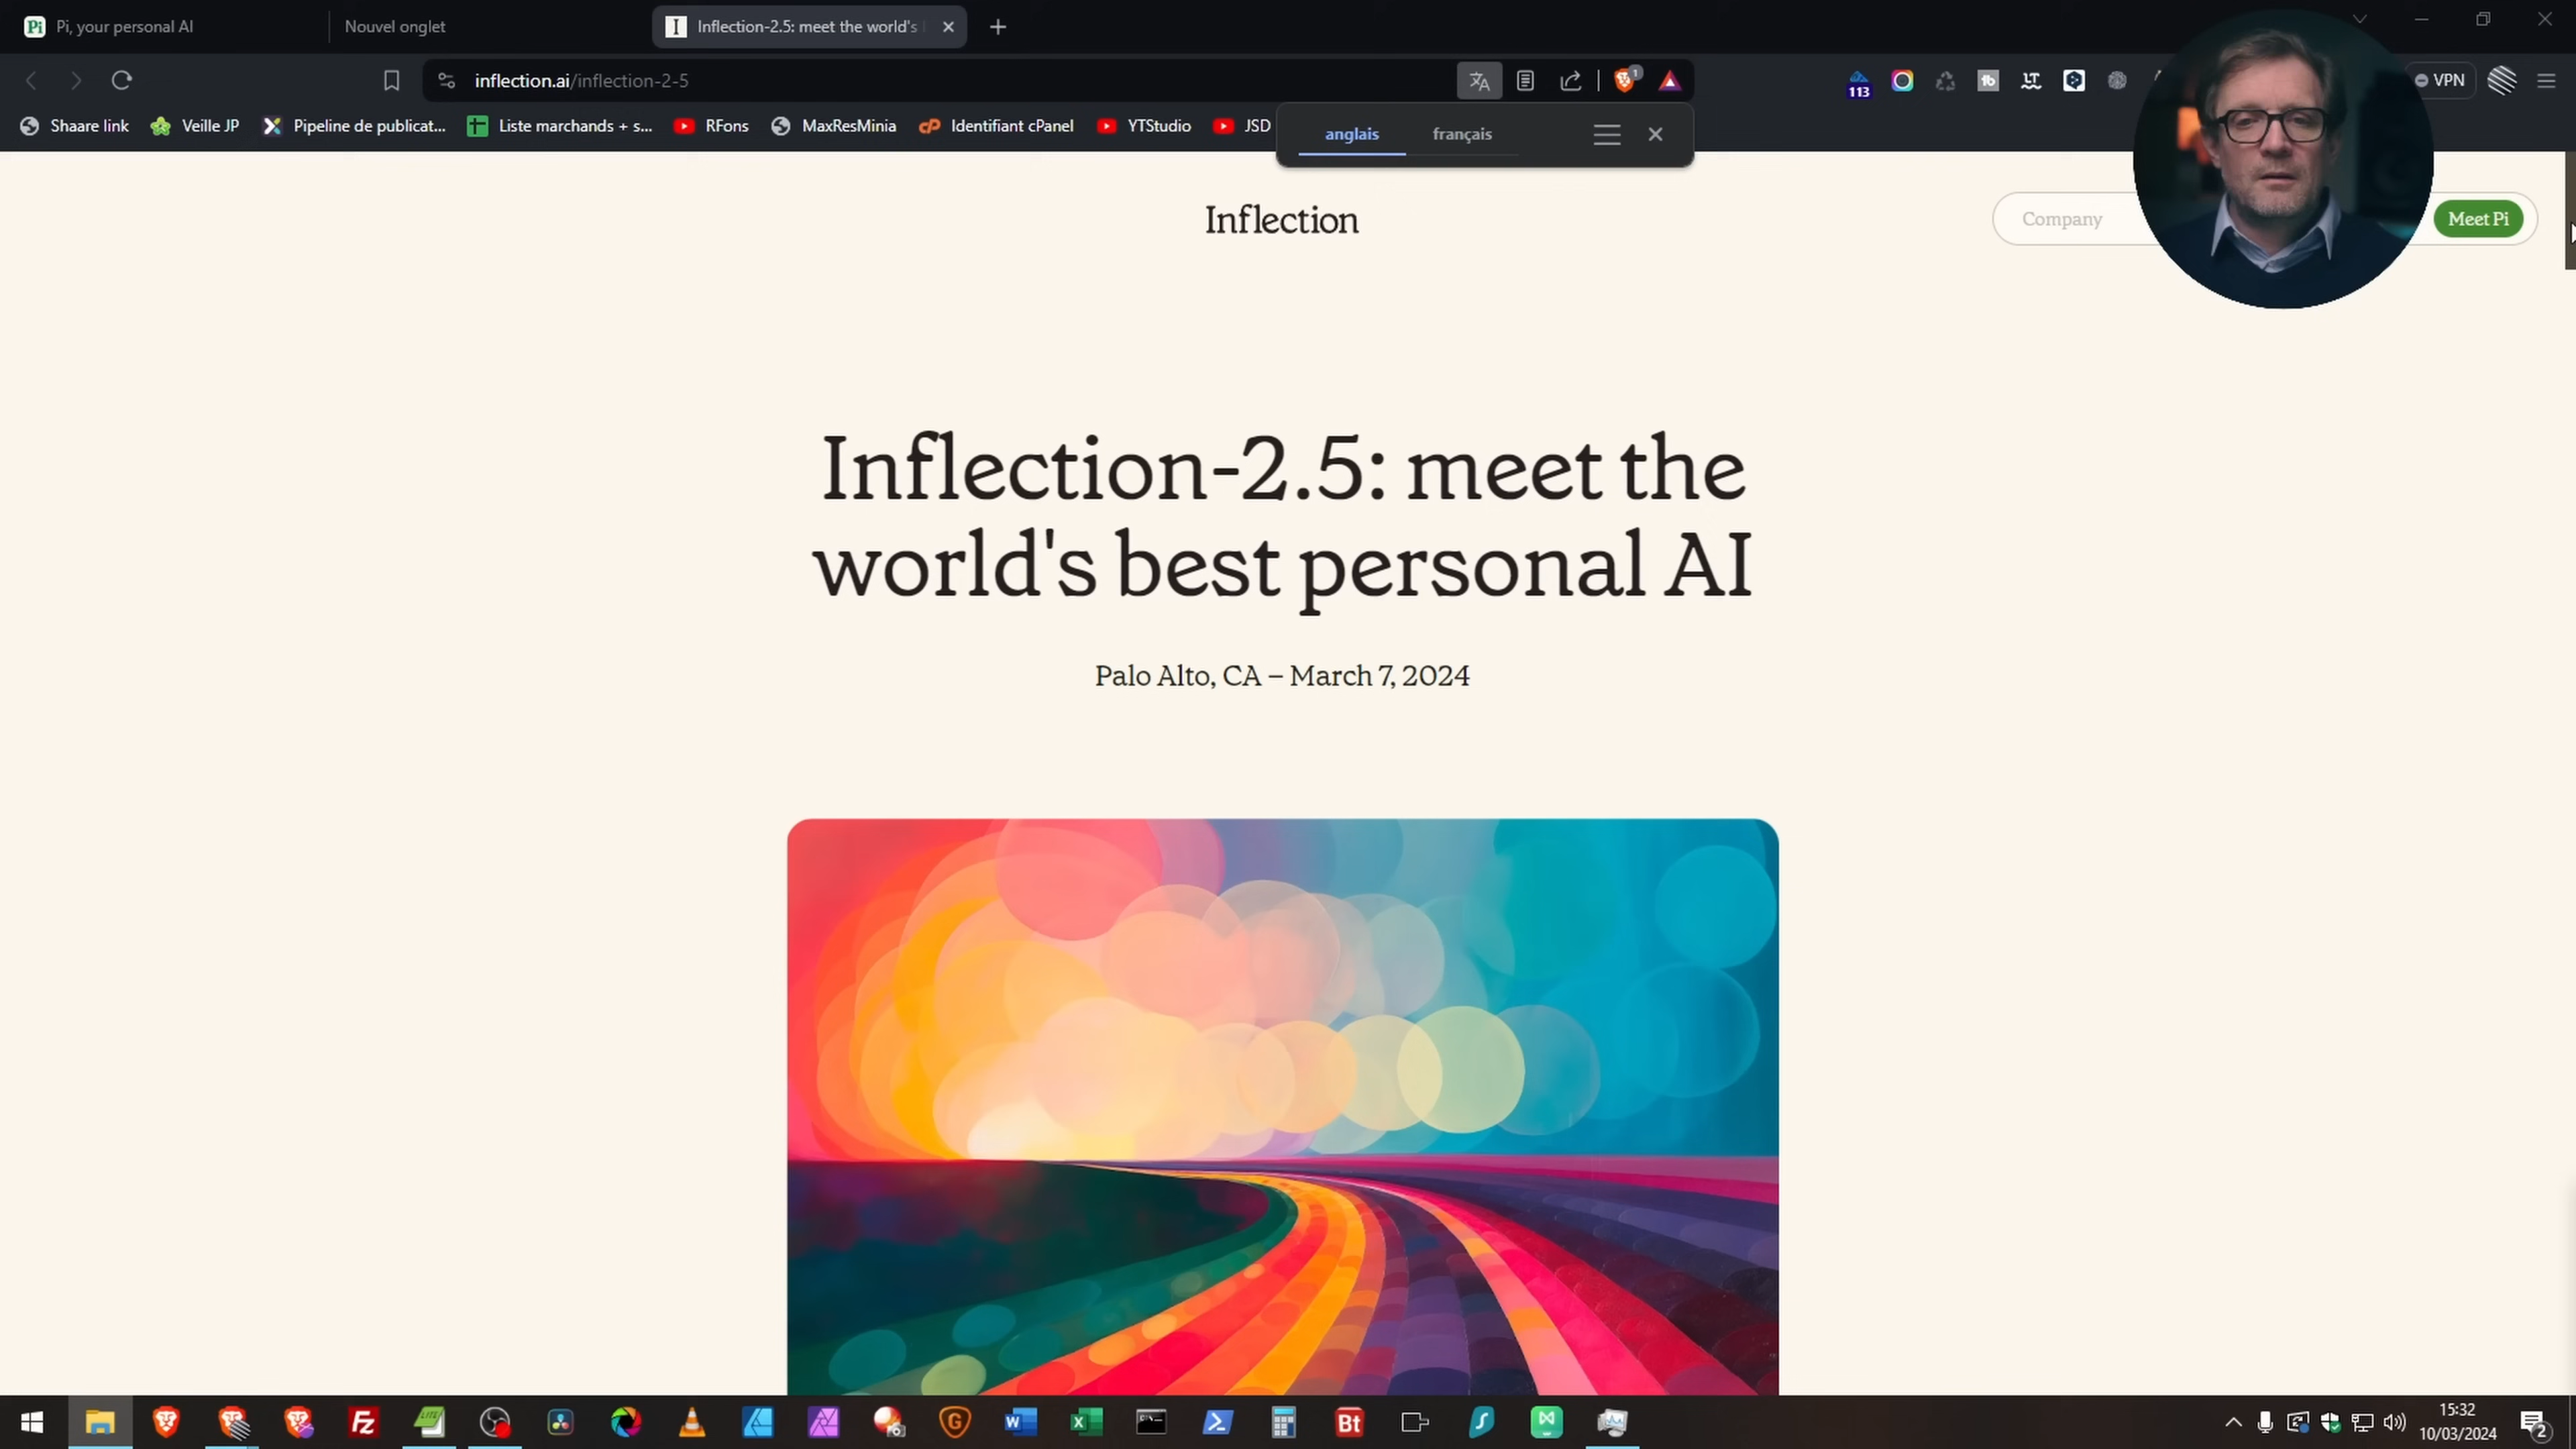 Pi, your personal AI
Nouvel onglet
Inflection-2.5: meet the world's
inflection.ai/inflection-2-5
1
113
VPN
Shaare link
Veille JP
Pipeline de publicat...
Liste marchands + s...
RFons
MaxResMinia
Identifiant cPanel
YTStudio
JSD
anglais
français
Inflection
Company
Meet Pi
Inflection-2.5: meet the
world's best personal AI
Palo Alto, CA – March 7, 2024
15:32
10/03/2024
2